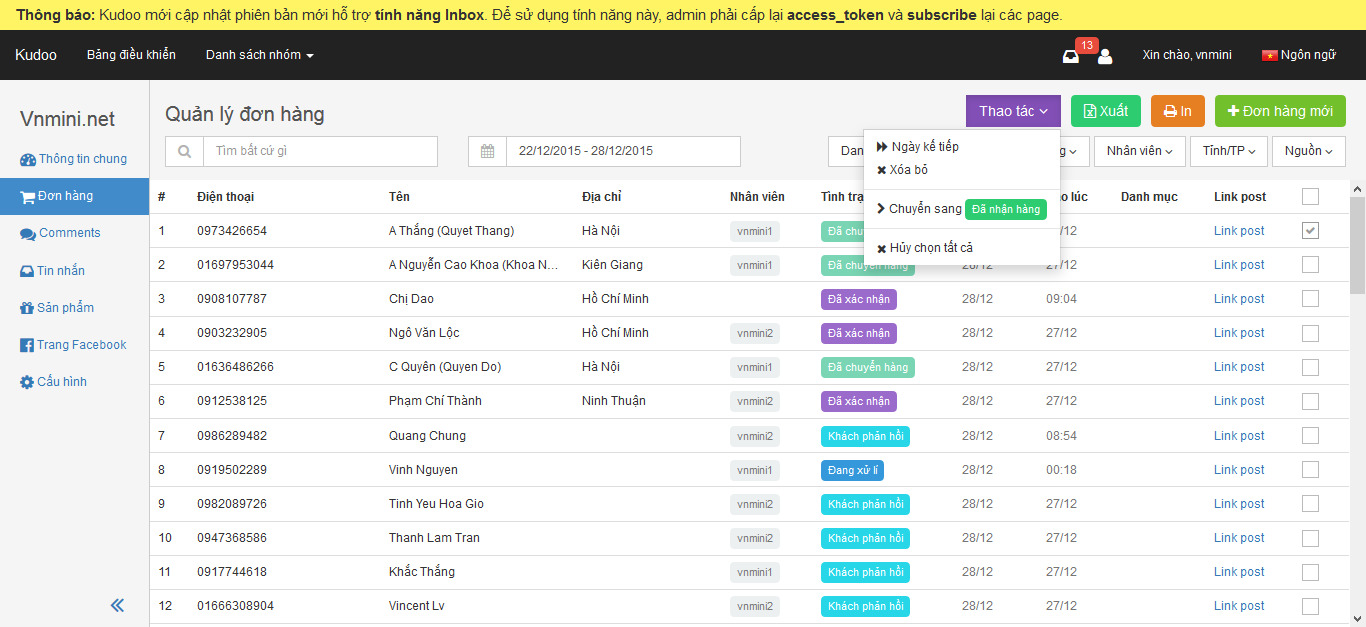 Thông báo: Kudoo mới cập nhật phiên bản mới hỗ trợ tính năng Inbox. Để sử dụng tính năng này, admin phải cấp lại access_token và subscribe lại các page.
Kudoo Bảng điều khiển Danh sách nhóm 13 Xin chào, vnmini Ngôn ngữ
Vnmini.net
Thông tin chung
Đơn hàng
Comments
Tin nhắn
Sản phẩm
Trang Facebook
Cấu hình
Quản lý đơn hàng Thao tác Xuất In Đơn hàng mới
Tìm bất cứ gì 22/12/2015 - 28/12/2015 Dan g Nhân viên Tỉnh/TP Nguồn
Ngày kế tiếp
Xóa bỏ
Chuyển sang Đã nhận hàng
Hủy chọn tất cả
# Điện thoại Tên Địa chỉ Nhân viên Tình trạ o lúc Danh mục Link post
1 0973426654 A Thắng (Quyet Thang) Hà Nội vnmini1 Đã chu /12 Link post
2 01697953044 A Nguyễn Cao Khoa (Khoa N... Kiên Giang vnmini1 Đã chuyển hàng 28/12 27/12 Link post
3 0908107787 Chị Dao Hồ Chí Minh Đã xác nhận 28/12 09:04 Link post
4 0903232905 Ngô Văn Lộc Hồ Chí Minh vnmini2 Đã xác nhận 28/12 27/12 Link post
5 01636486266 C Quyên (Quyen Do) Hà Nội vnmini1 Đã chuyển hàng 28/12 27/12 Link post
6 0912538125 Phạm Chí Thành Ninh Thuận vnmini2 Đã xác nhận 28/12 27/12 Link post
7 0986289482 Quang Chung vnmini2 Khách phản hồi 28/12 08:54 Link post
8 0919502289 Vinh Nguyen vnmini1 Đang xử lí 28/12 00:18 Link post
9 0982089726 Tinh Yeu Hoa Gio vnmini2 Khách phản hồi 28/12 27/12 Link post
10 0947368586 Thanh Lam Tran vnmini2 Khách phản hồi 28/12 27/12 Link post
11 0917744618 Khắc Thắng vnmini1 Khách phản hồi 28/12 27/12 Link post
12 01666308904 Vincent Lv vnmini2 Khách phản hồi 28/12 27/12 Link post